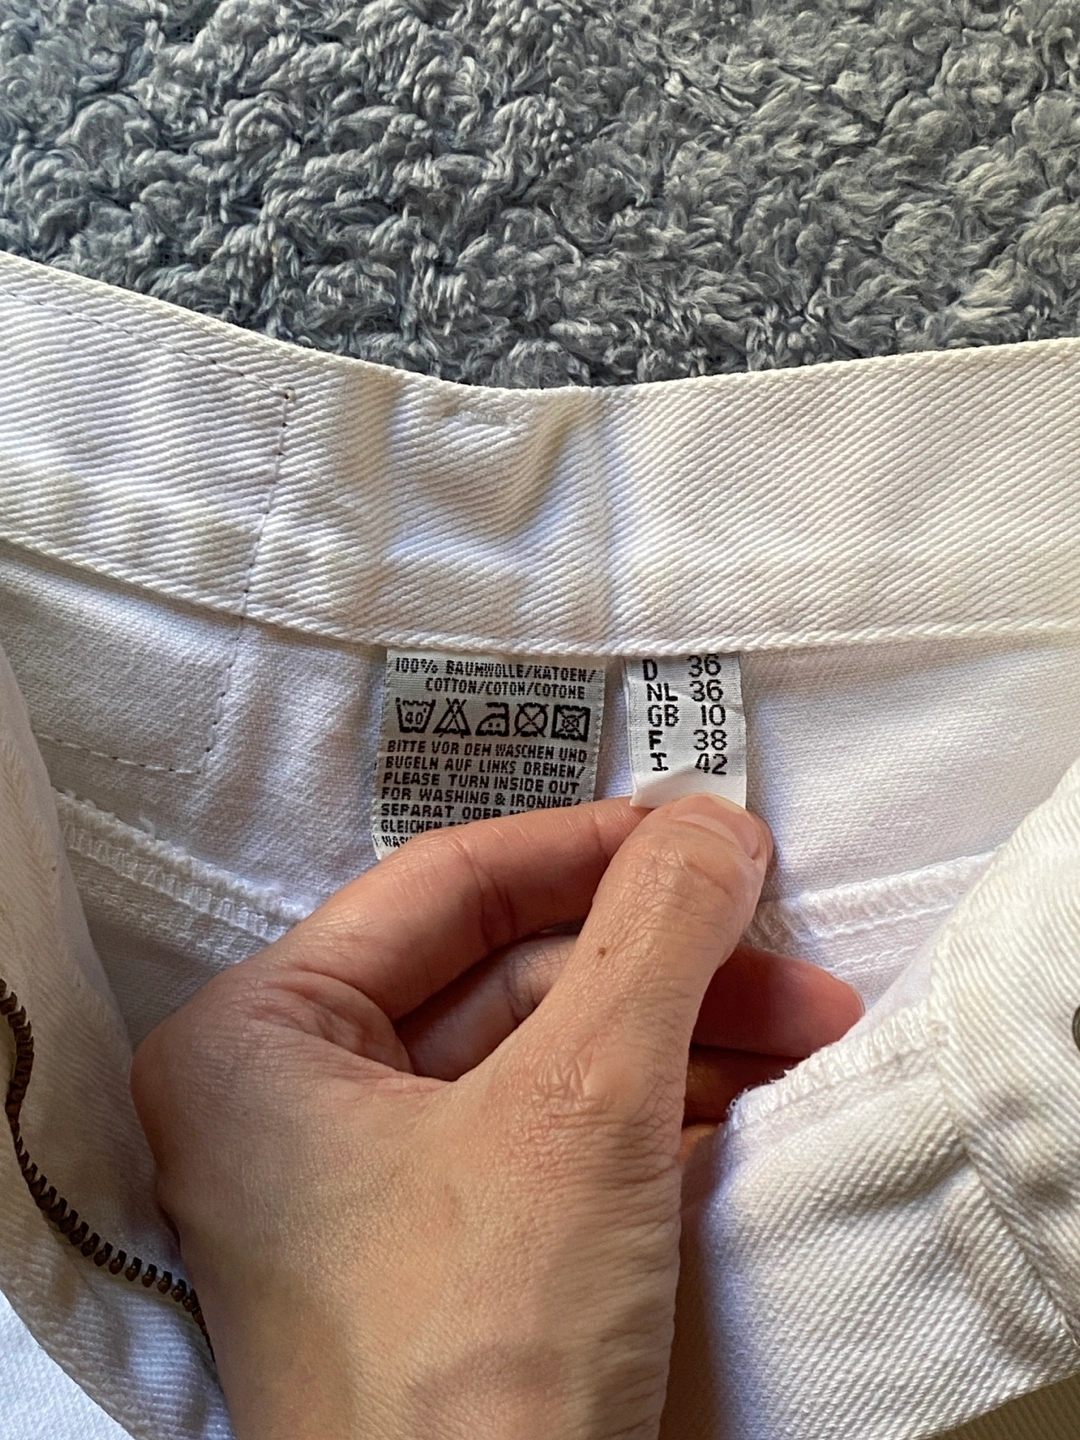 100% BAUMWOLLE/KATOEN/
COTTON/COTON/COTONE
40
BITTE VOR DEM WASCHEN UND
BUGELN AUF LINKS DREHEN/
PLEASE TURN INSIDE OUT
FOR WASHING & IRONING/
SEPARAT ODER
GLEICHEN
D 36
NL 36
GB 10
F 38
I 42